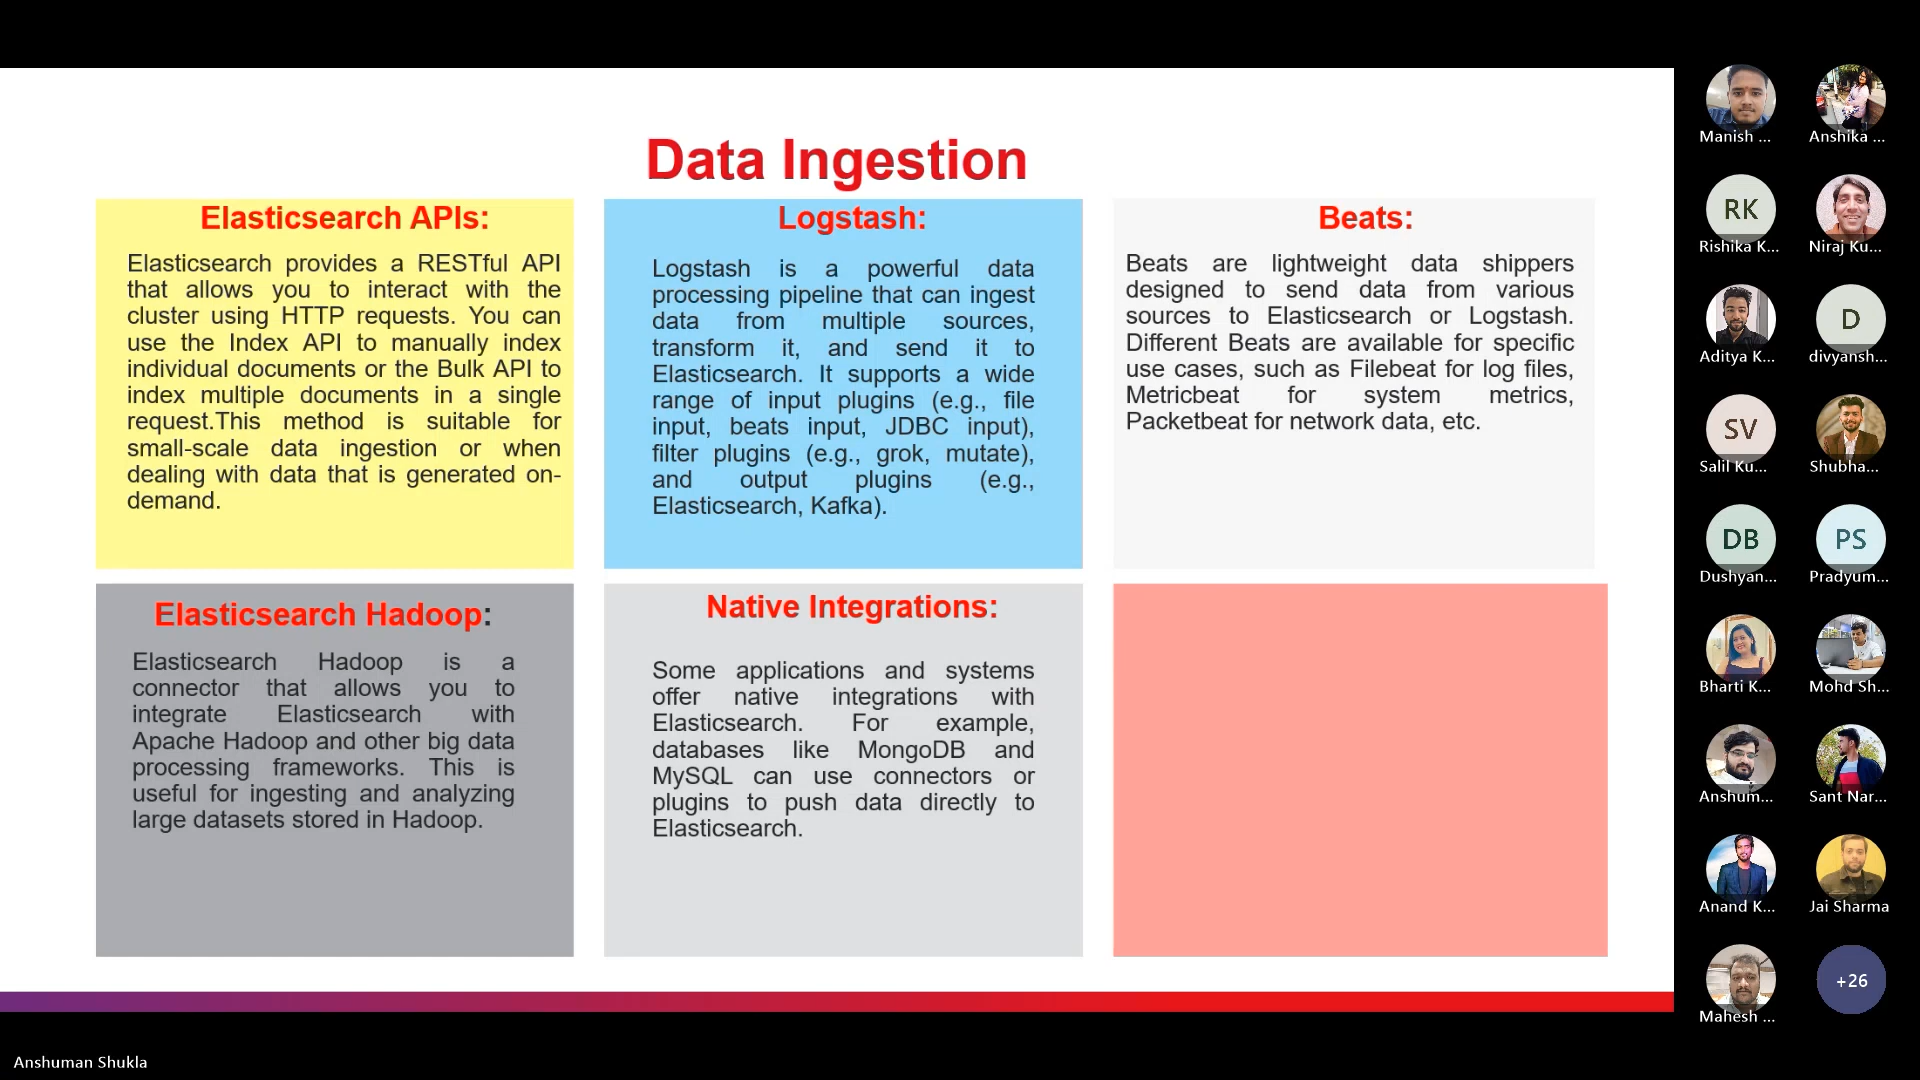 Data Ingestion
Elasticsearch APIs:
Elasticsearch provides a RESTful API
that allows you to interact with the
cluster using HTTP requests. You can
use the Index API to manually index
individual documents or the Bulk API to
index multiple documents in a single
request.This method is suitable for
small-scale data ingestion or when
dealing with data that is generated on-
demand.
Logstash:
Logstash is a powerful data
processing pipeline that can ingest
data from multiple sources,
transform it, and send it to
Elasticsearch. It supports a wide
range of input plugins (e.g., file
input, beats input, JDBC input),
filter plugins (e.g., grok, mutate),
and output plugins (e.g.,
Elasticsearch, Kafka).
Beats:
Beats are lightweight data shippers
designed to send data from various
sources to Elasticsearch or Logstash.
Different Beats are available for specific
use cases, such as Filebeat for log files,
Metricbeat for system metrics,
Packetbeat for network data, etc.
Elasticsearch Hadoop:
Elasticsearch Hadoop is a
connector that allows you to
integrate Elasticsearch with
Apache Hadoop and other big data
processing frameworks. This is
useful for ingesting and analyzing
large datasets stored in Hadoop.
Native Integrations:
Some applications and systems
offer native integrations with
Elasticsearch. For example,
databases like MongoDB and
MySQL can use connectors or
plugins to push data directly to
Elasticsearch.
Manish ...
Anshika ...
RK
Rishika K...
Niraj Ku...
Aditya K...
D
divyansh...
SV
Salil Ku...
Shubha...
DB
Dushyan...
PS
Pradyum...
Bharti K...
Mohd Sh...
Anshum...
Sant Nar...
Anand K...
Jai Sharma
Mahesh ...
+26
Anshuman Shukla